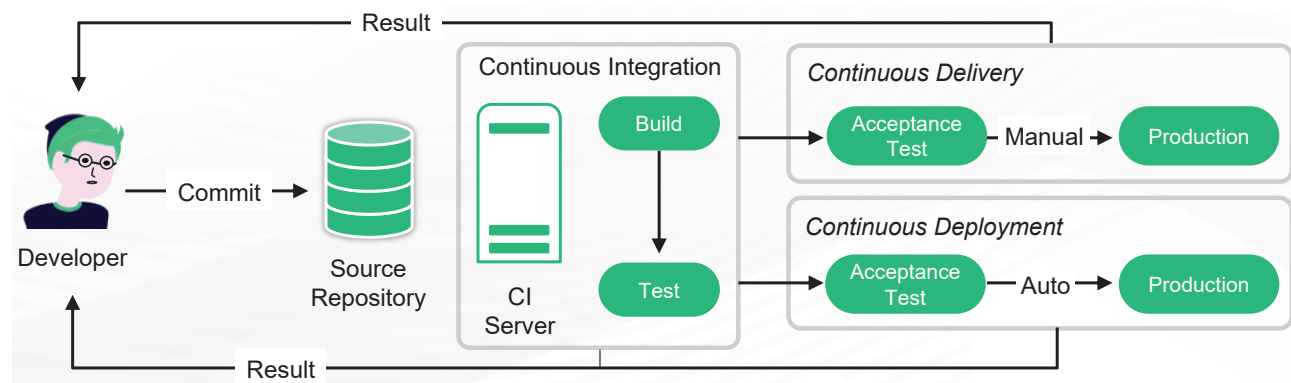 Result
Continuous Integration
Continuous Delivery
Build
Acceptance
Test
Manual
Production
Commit
Developer
Source
Repository
CI
Server
Test
Continuous Deployment
Acceptance
Test
Auto
Production
Result